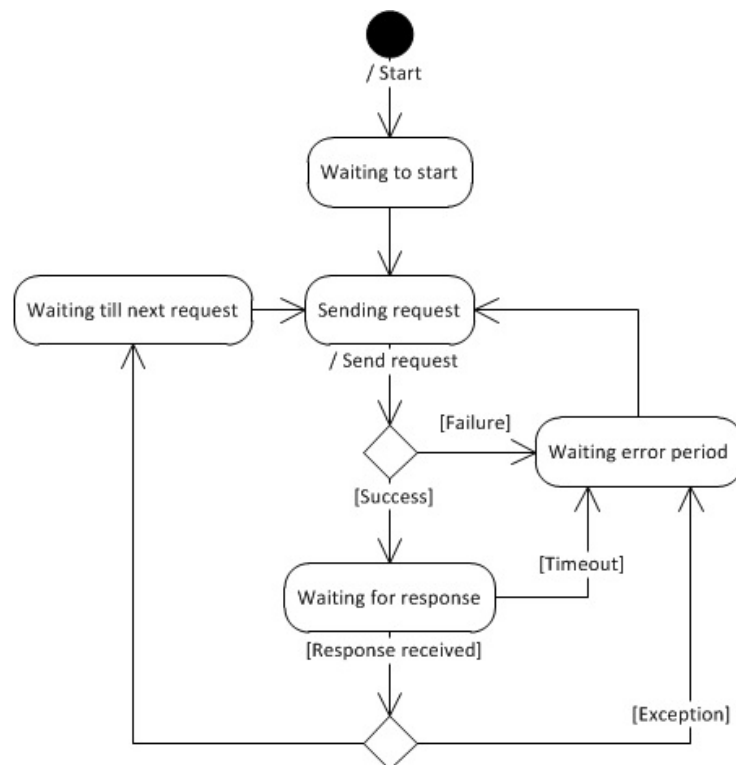 / Start
Waiting to start
Waiting till next request
Sending request
/ Send request
[Failure]
Waiting error period
[Success]
[Timeout]
Waiting for response
[Response received]
[Exception]